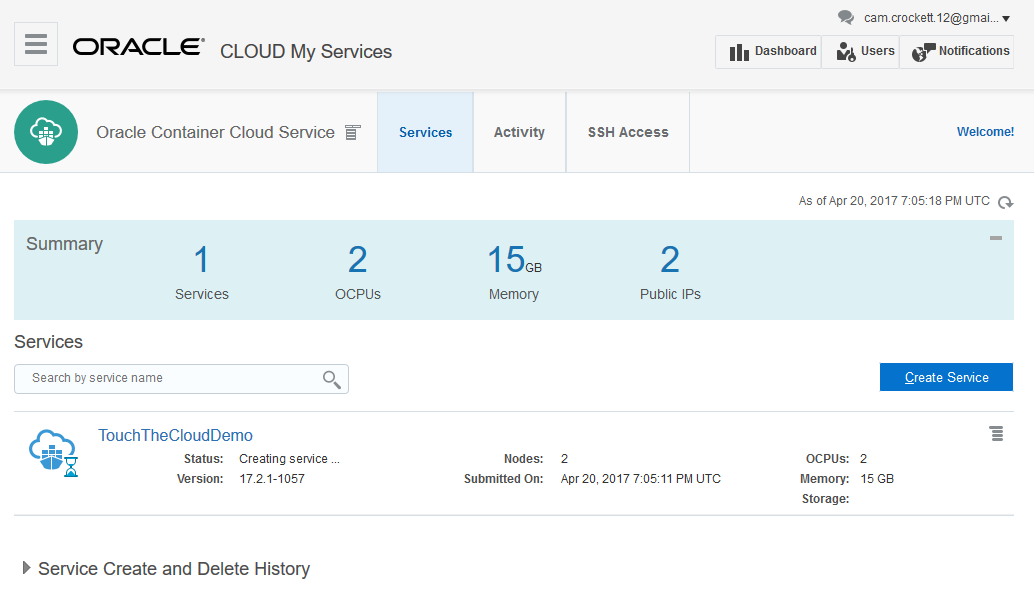 cam.crockett.12@gmai...
ORACLE® CLOUD My Services
Dashboard Users Notifications
Oracle Container Cloud Service Services Activity SSH Access Welcome!
As of Apr 20, 2017 7:05:18 PM UTC
Summary
1 2 15GB 2
Services OCPUs Memory Public IPs
Services
Search by service name Create Service
TouchTheCloudDemo
Status: Creating service ... Nodes: 2 OCPUs: 2
Version: 17.2.1-1057 Submitted On: Apr 20, 2017 7:05:11 PM UTC Memory: 15 GB
Storage:
Service Create and Delete History